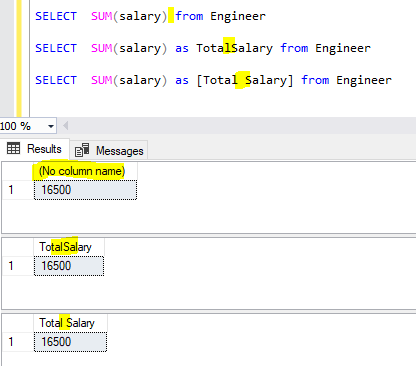 SELECT  SUM(salary) from Engineer
SELECT  SUM(salary) as TotalSalary from Engineer
SELECT  SUM(salary) as [Total Salary] from Engineer
100 %
Results Messages
(No column name)
1 16500
TotalSalary
1 16500
Total Salary
1 16500